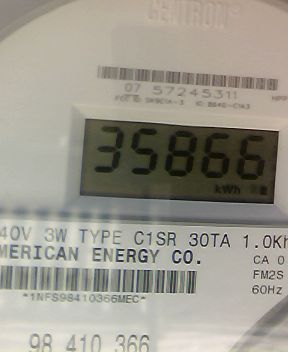 CENTRON
07 57245311
35866
kWh
40V 3W TYPE C1SR 30TA 1.0Kh
MERICAN ENERGY CO.
CA 0
FM2S
60Hz
*1NFS98410366MEC*
98 410 366